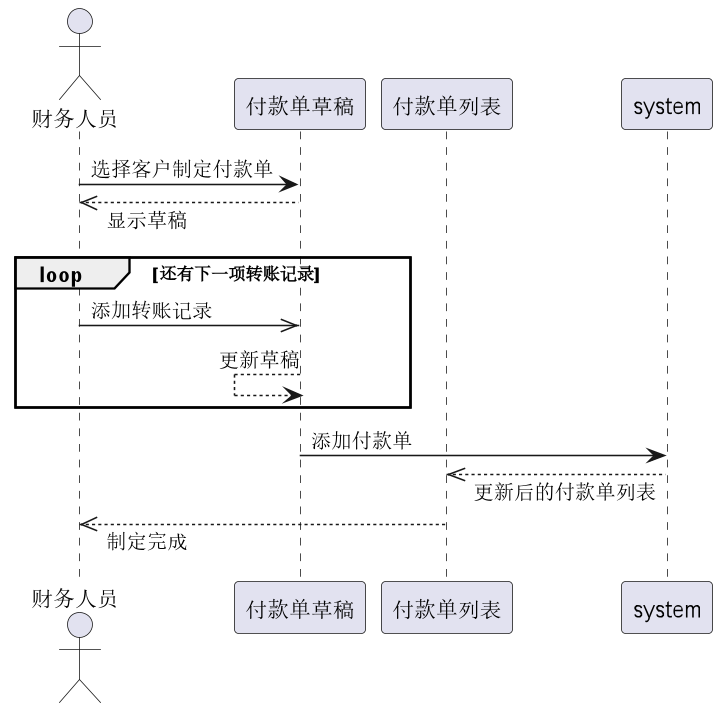 财务人员
付款单草稿
付款单列表
system
选择客户制定付款单
显示草稿
loop
[还有下一项转账记录]
添加转账记录
更新草稿
添加付款单
更新后的付款单列表
制定完成
财务人员
付款单草稿
付款单列表
system